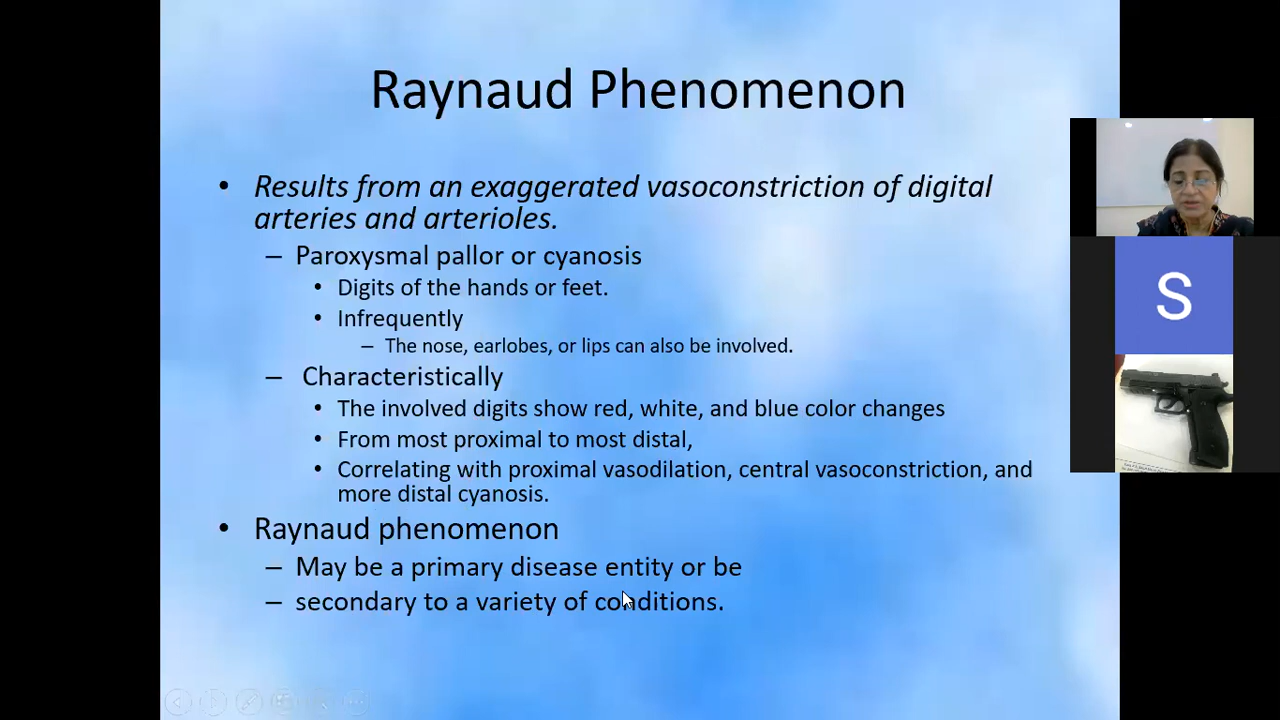 Raynaud Phenomenon
• Results from an exaggerated vasoconstriction of digital
arteries and arterioles.
– Paroxysmal pallor or cyanosis
• Digits of the hands or feet.
• Infrequently
– The nose, earlobes, or lips can also be involved.
– Characteristically
• The involved digits show red, white, and blue color changes
• From most proximal to most distal,
• Correlating with proximal vasodilation, central vasoconstriction, and
more distal cyanosis.
• Raynaud phenomenon
– May be a primary disease entity or be
– secondary to a variety of conditions.
S